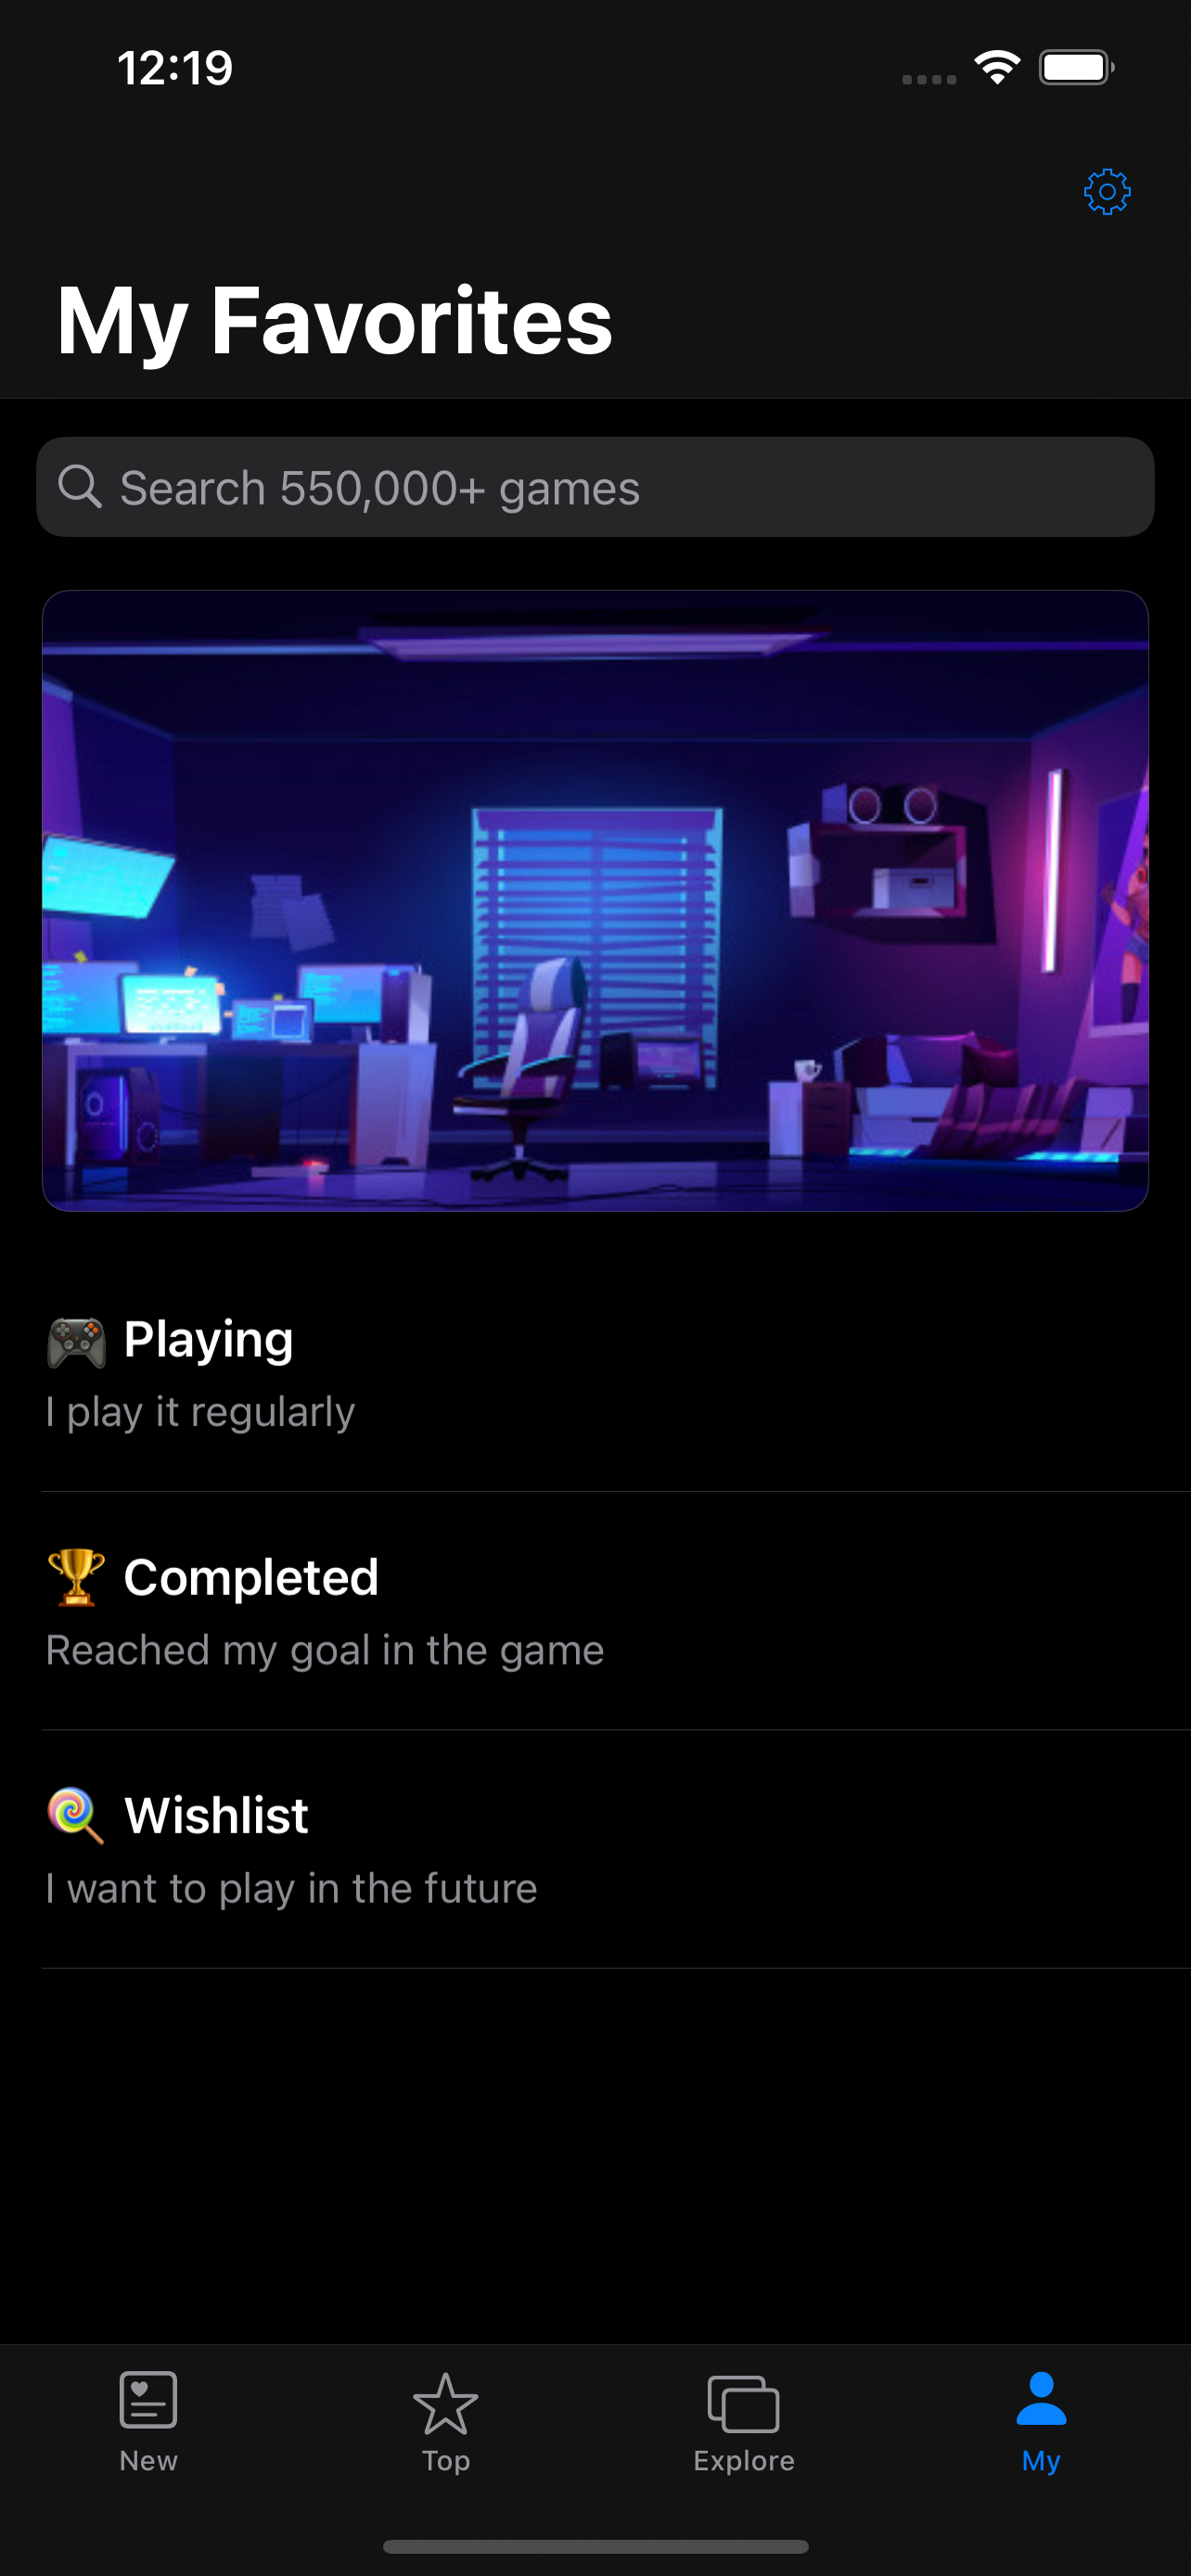 12:19
My Favorites
Search 550,000+ games
🎮 Playing
I play it regularly
🏆 Completed
Reached my goal in the game
🍭 Wishlist
I want to play in the future
New
Top
Explore
My